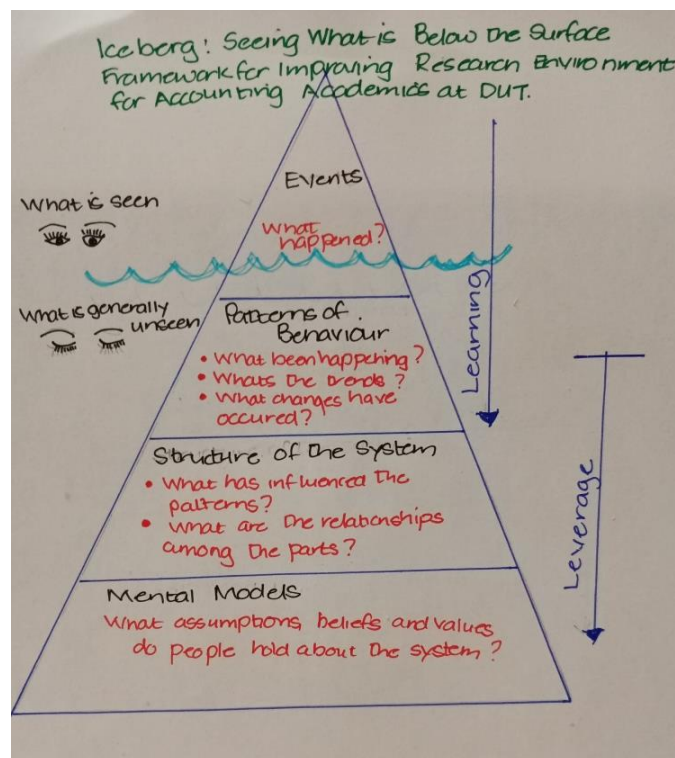 Iceberg: Seeing What is Below the Surface
Framework for Improving Research Environment
for Accounting Academics at DUT.
Events
What is seen
What
happened?
What is generally
unseen
Patterns of
Behaviour
• What been happening?
• Whats the trends?
• What changes have
occured?
Learning
Structure of the System
• What has influenced the
patterns?
• What are the relationships
among the parts?
Leverage
Mental Models
What assumptions, beliefs and values
do people hold about the system?